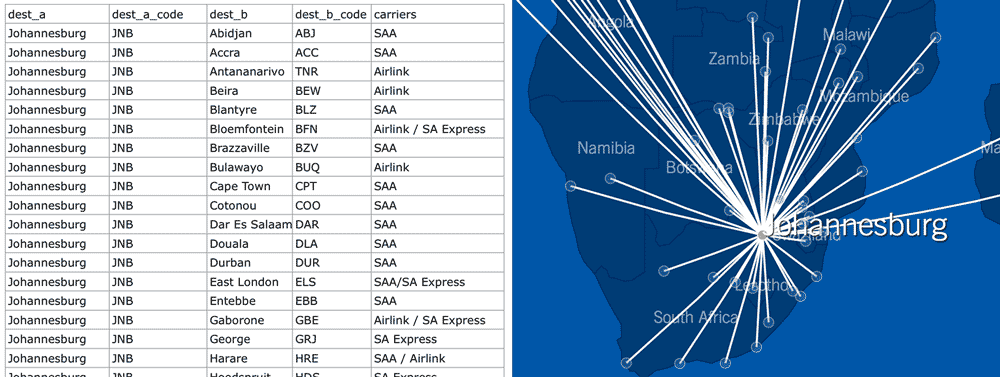 dest_a dest_a_code dest_b dest_b_code carriers
Johannesburg JNB Abidjan ABJ SAA
Johannesburg JNB Accra ACC SAA
Johannesburg JNB Antananarivo TNR Airlink
Johannesburg JNB Beira BEW Airlink
Johannesburg JNB Blantyre BLZ SAA
Johannesburg JNB Bloemfontein BFN Airlink / SA Express
Johannesburg JNB Brazzaville BZV SAA
Johannesburg JNB Bulawayo BUQ Airlink
Johannesburg JNB Cape Town CPT SAA
Johannesburg JNB Cotonou COO SAA
Johannesburg JNB Dar Es Salaam DAR SAA
Johannesburg JNB Douala DLA SAA
Johannesburg JNB Durban DUR SAA
Johannesburg JNB East London ELS SAA/SA Express
Johannesburg JNB Entebbe EBB SAA
Johannesburg JNB Gaborone GBE Airlink / SA Express
Johannesburg JNB George GRJ SA Express
Johannesburg JNB Harare HRE SAA / Airlink
Johannesburg JNB Hoedspruit HDS SA Express
Angola
Malawi
Zambia
Mozambique
Zimbabwe
Namibia
Ma
Botswana
Johannesburg
Lesotho
South Africa